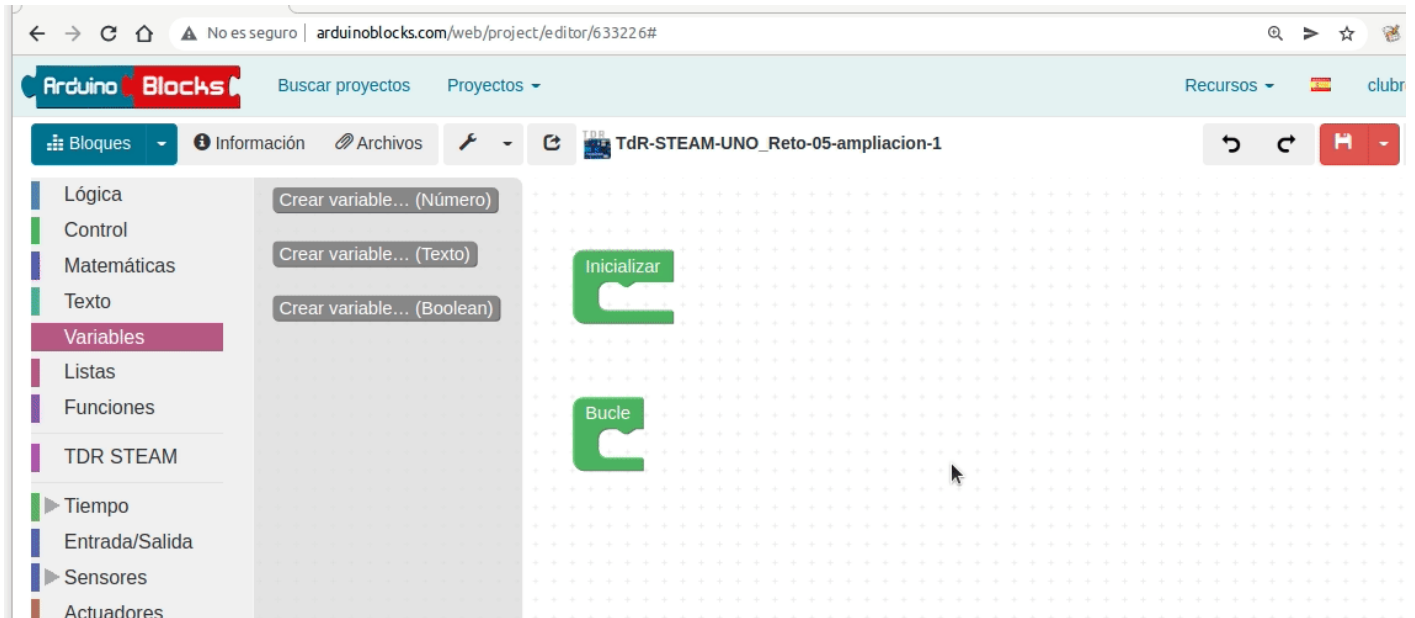 No es seguro arduinoblocks.com/web/project/editor/633226#
Arduino Blocks Buscar proyectos Proyectos Recursos clubr
Bloques Información Archivos TdR-STEAM-UNO_Reto-05-ampliacion-1
Lógica
Control
Matemáticas
Texto
Variables
Listas
Funciones
TDR STEAM
Tiempo
Entrada/Salida
Sensores
Actuadores
Crear variable... (Número)
Crear variable... (Texto)
Crear variable... (Boolean)
Inicializar
Bucle